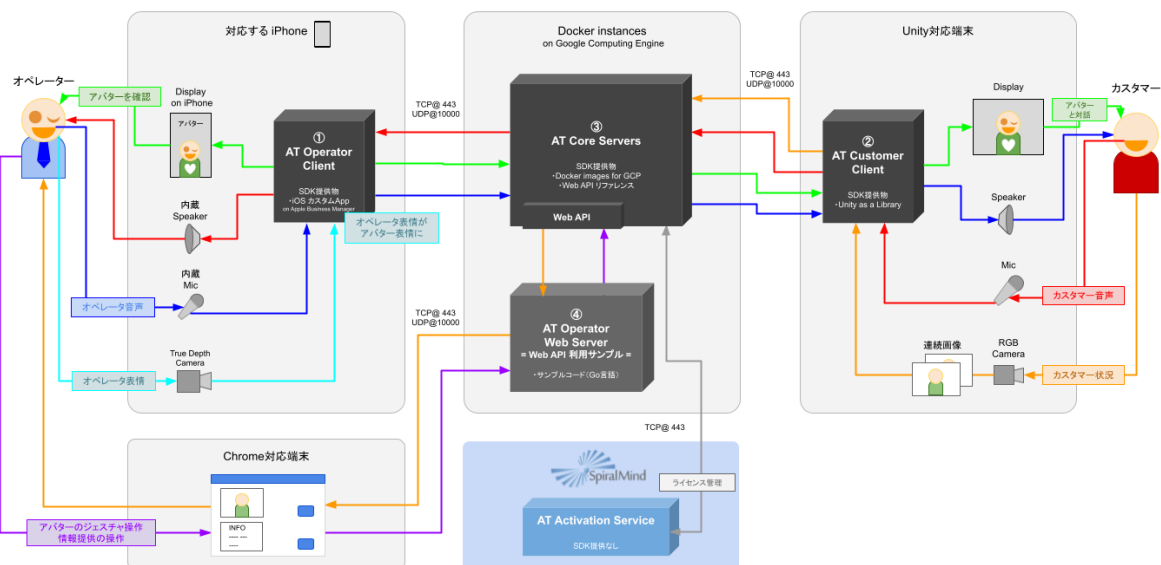 対応する iPhone
Docker instances
on Google Computing Engine
Unity対応端末
オペレーター
アバターを確認
Display
on iPhone
アバター
TCP@ 443
UDP@10000
①
AT Operator
Client
SDK提供物
・iOS カスタムApp
on Apple Business Manager
③
AT Core Servers
SDK提供物
・Docker images for GCP
・Web API リファレンス
Web API
TCP@ 443
UDP@10000
②
AT Customer
Client
SDK提供物
・Unity as a Library
Display
アバター
と対話
カスタマー
内蔵
Speaker
オペレータ表情が
アバター表情に
Speaker
内蔵
Mic
オペレータ音声
Mic
カスタマー音声
TCP@ 443
UDP@10000
④
AT Operator
Web Server
= Web API 利用サンプル =
・サンプルコード(Go言語)
True Depth
Camera
オペレータ表情
連続画像
RGB
Camera
カスタマー状況
TCP@ 443
Chrome対応端末
INFO
---- ---
----
アバターのジェスチャ操作
情報提供の操作
SpiralMind
ライセンス管理
AT Activation Service
SDK提供なし